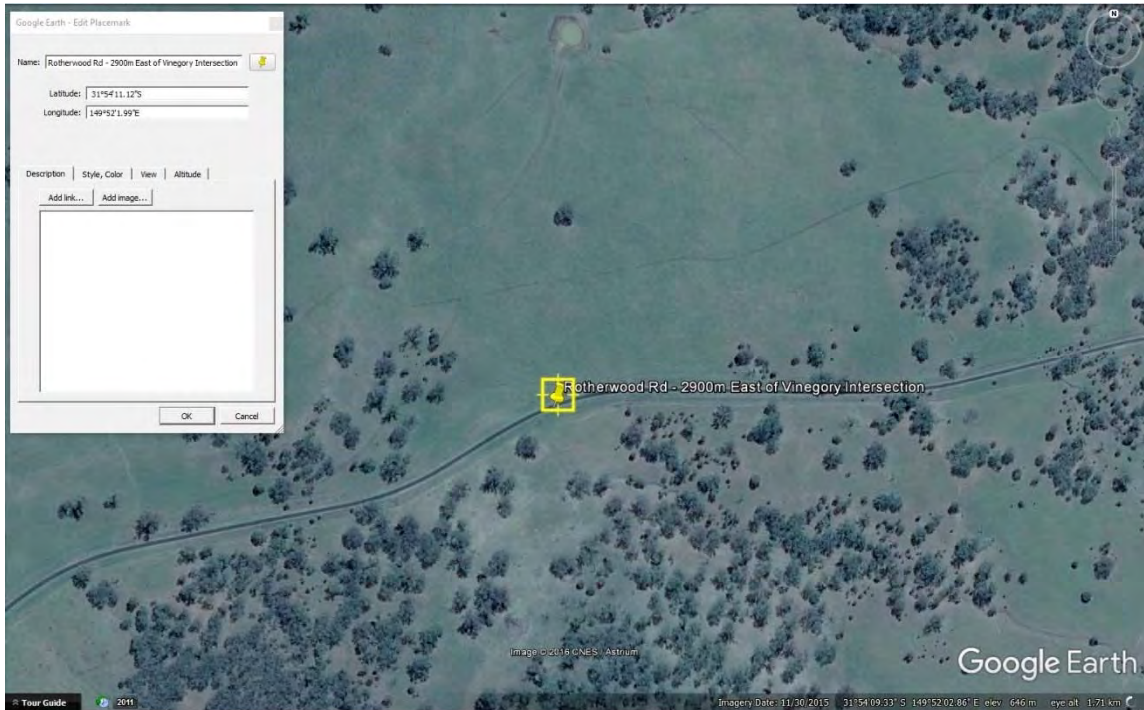 Google Earth - Edit Placemark
Name: Rotherwood Rd - 2900m East of Vinegory Intersection
Latitude: 31°54'11.12"S
Longitude: 149°52'1.99"E
Description Style, Color View Altitude
Add link... Add image...
OK Cancel
N
Rotherwood Rd - 2900m East of Vinegory Intersection
Image © 2016 CNES / Astrium
Google Earth
Tour Guide 2011 Imagery Date: 11/30/2015 31°54'09.33" S 149°52'02.86" E elev 646 m eye alt 1.71 km